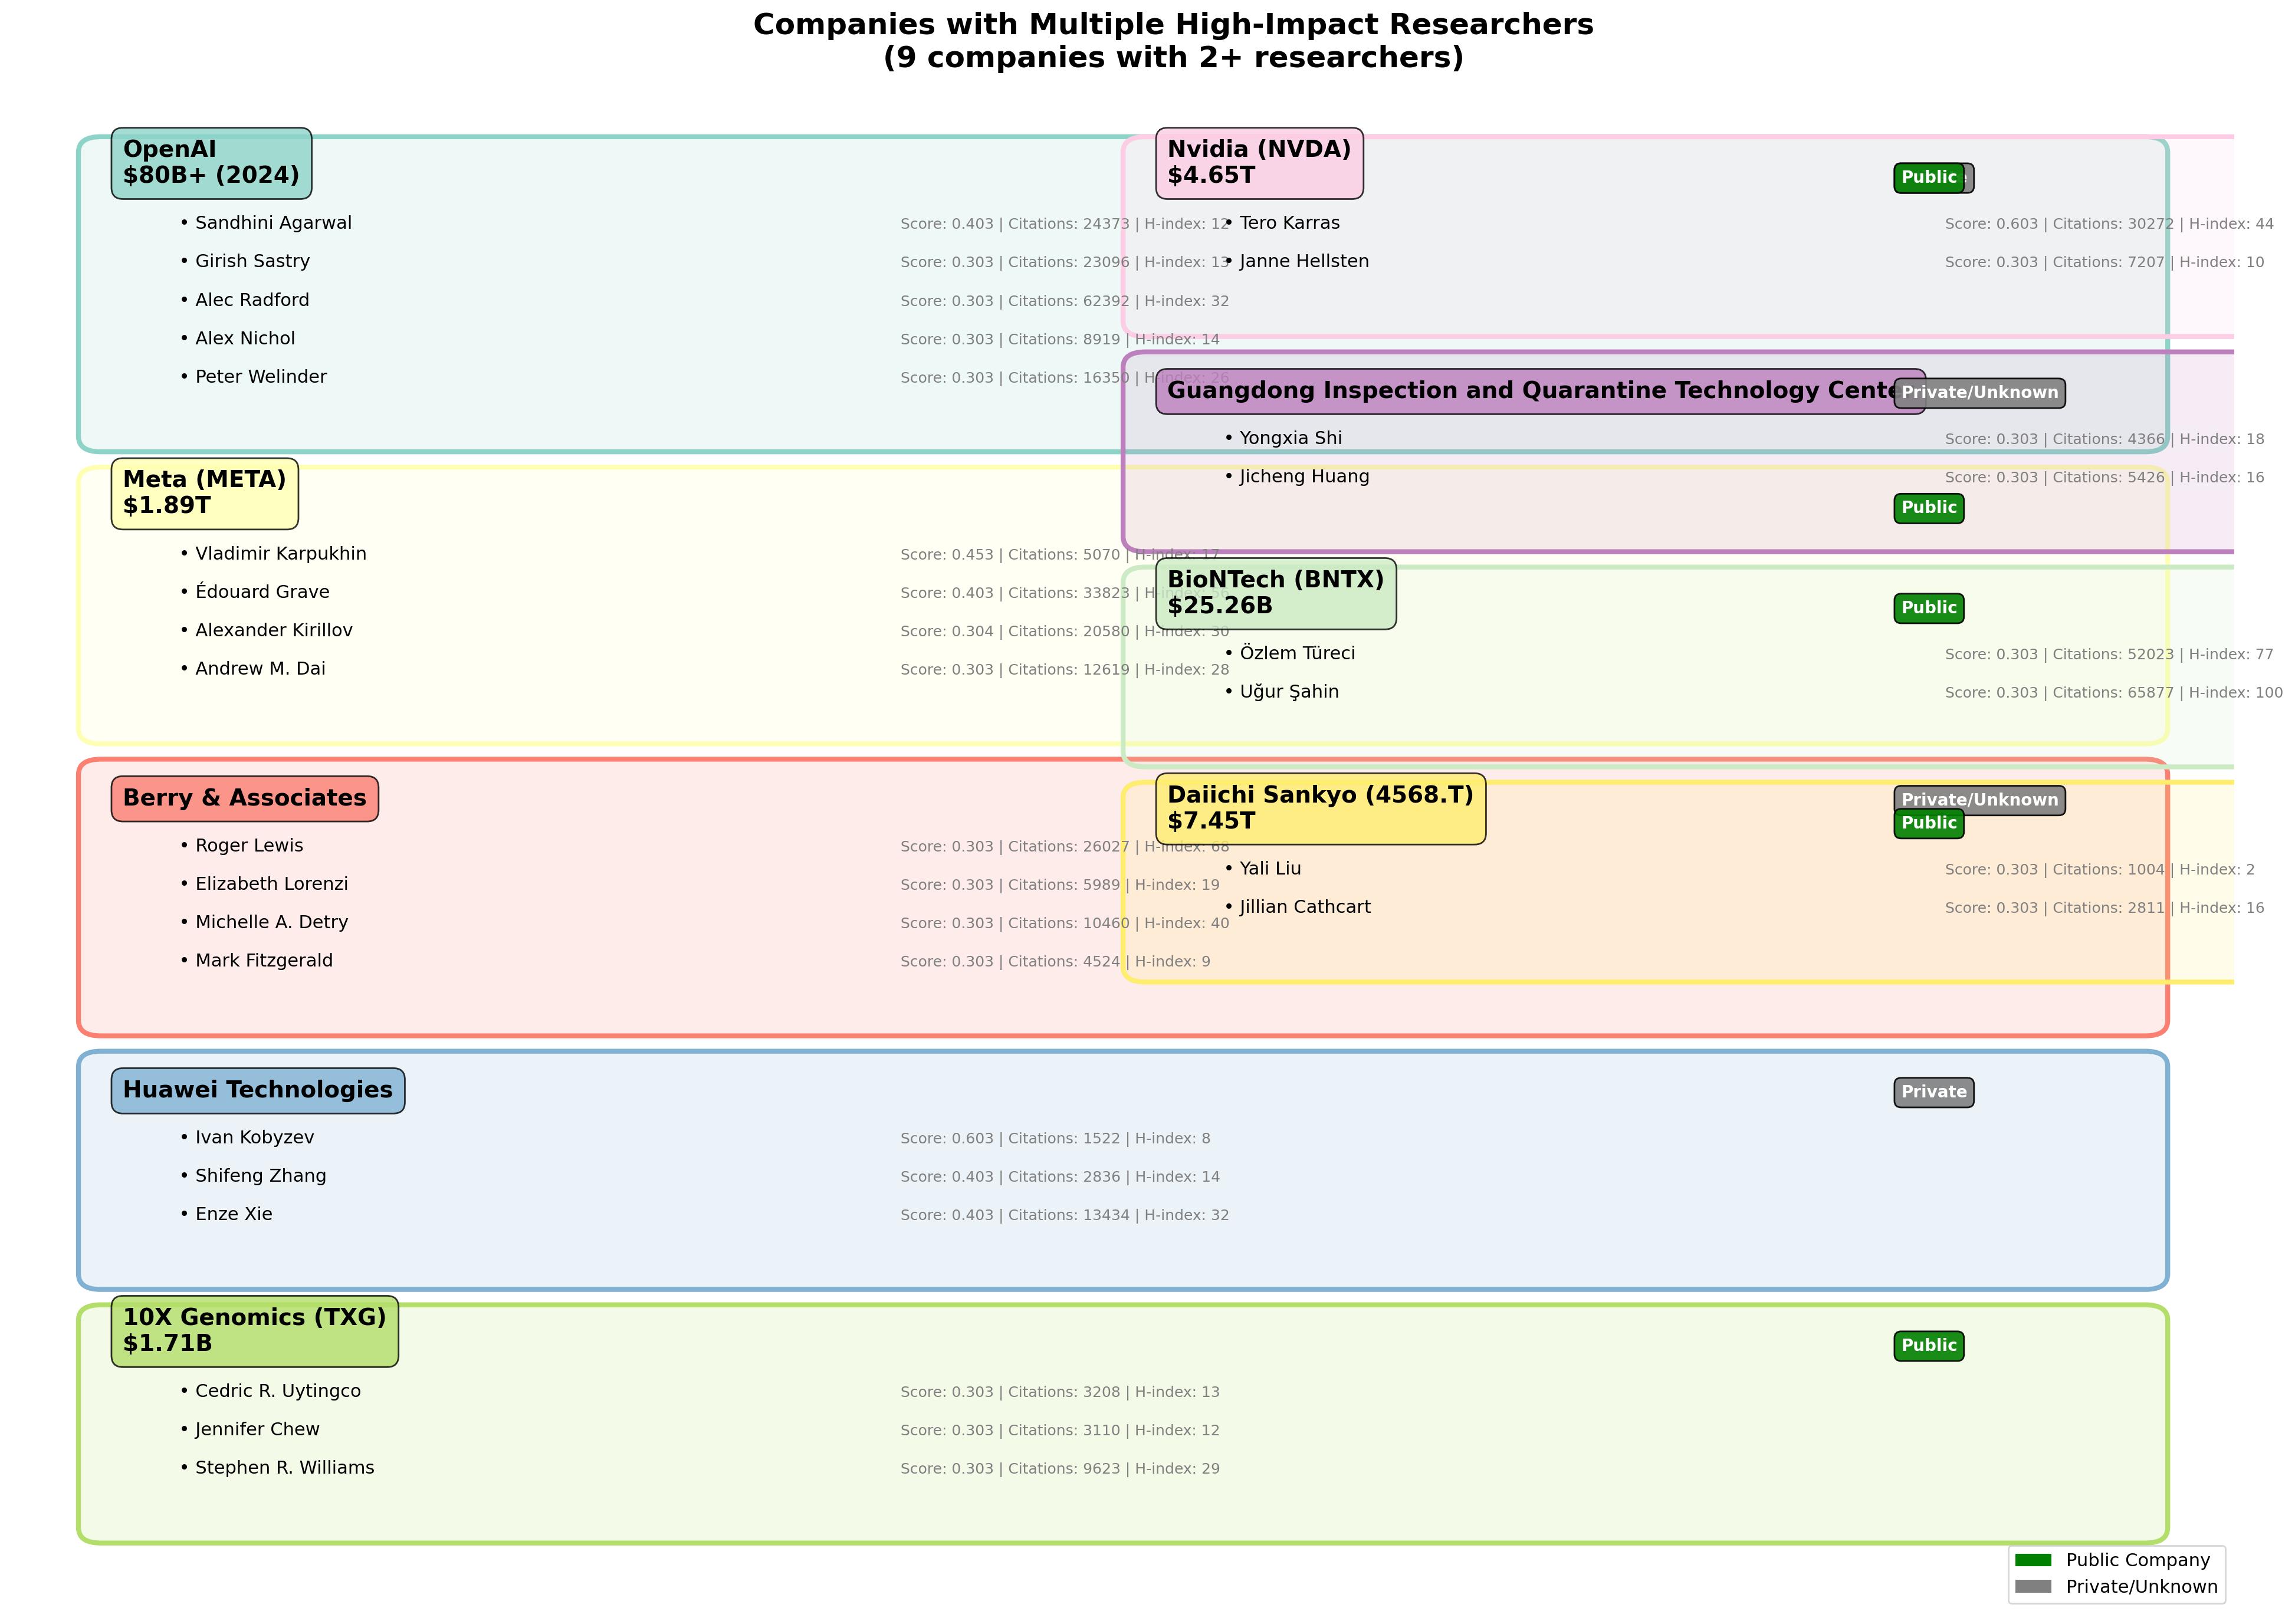 Companies with Multiple High-Impact Researchers
(9 companies with 2+ researchers)
OpenAI
$80B+ (2024)
• Sandhini Agarwal
Score: 0.403 | Citations: 24373 | H-index: 12
• Girish Sastry
Score: 0.303 | Citations: 23096 | H-index: 13
• Alec Radford
Score: 0.303 | Citations: 62392 | H-index: 32
• Alex Nichol
Score: 0.303 | Citations: 8919 | H-index: 14
• Peter Welinder
Score: 0.303 | Citations: 16350 | H-index: 26
Meta (META)
$1.89T
Public
• Vladimir Karpukhin
Score: 0.453 | Citations: 5070 | H-index: 17
• Édouard Grave
Score: 0.403 | Citations: 33823 | H-index: 56
• Alexander Kirillov
Score: 0.304 | Citations: 20580 | H-index: 30
• Andrew M. Dai
Score: 0.303 | Citations: 12619 | H-index: 28
Berry & Associates
Private/Unknown
• Roger Lewis
Score: 0.303 | Citations: 26027 | H-index: 68
• Elizabeth Lorenzi
Score: 0.303 | Citations: 5989 | H-index: 19
• Michelle A. Detry
Score: 0.303 | Citations: 10460 | H-index: 40
• Mark Fitzgerald
Score: 0.303 | Citations: 4524 | H-index: 9
Huawei Technologies
Private
• Ivan Kobyzev
Score: 0.603 | Citations: 1522 | H-index: 8
• Shifeng Zhang
Score: 0.403 | Citations: 2836 | H-index: 14
• Enze Xie
Score: 0.403 | Citations: 13434 | H-index: 32
10X Genomics (TXG)
$1.71B
Public
• Cedric R. Uytingco
Score: 0.303 | Citations: 3208 | H-index: 13
• Jennifer Chew
Score: 0.303 | Citations: 3110 | H-index: 12
• Stephen R. Williams
Score: 0.303 | Citations: 9623 | H-index: 29
Nvidia (NVDA)
$4.65T
Public
• Tero Karras
Score: 0.603 | Citations: 30272 | H-index: 44
• Janne Hellsten
Score: 0.303 | Citations: 7207 | H-index: 10
Guangdong Inspection and Quarantine Technology
Private/Unknown
• Yongxia Shi
Score: 0.303 | Citations: 4366 | H-index: 18
• Jicheng Huang
Score: 0.303 | Citations: 5426 | H-index: 16
BioNTech (BNTX)
$25.26B
Public
• Özlem Türeci
Score: 0.303 | Citations: 52023 | H-index: 77
• Uğur Şahin
Score: 0.303 | Citations: 65877 | H-index: 100
Daiichi Sankyo (4568.T)
$7.45T
Public
• Yali Liu
Score: 0.303 | Citations: 1004 | H-index: 2
• Jillian Cathcart
Score: 0.303 | Citations: 2811 | H-index: 16
Public Company
Private/Unknown